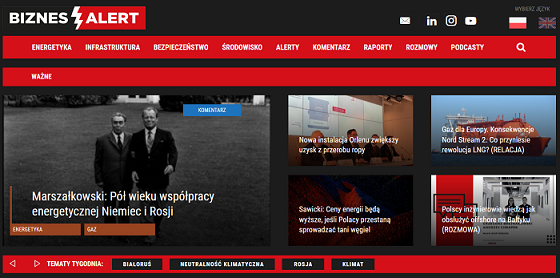 BIZNES ALERT
WYBIERZ JĘZYK
ENERGETYKA INFRASTRUKTURA BEZPIECZEŃSTWO ŚRODOWISKO ALERTY KOMENTARZ RAPORTY ROZMOWY PODCASTY
WAŻNE
KOMENTARZ
Marszałkowski: Pół wieku współpracy
energetycznej Niemiec i Rosji
ENERGETYKA GAZ
Nowa instalacja Orlenu zwiększy
uzysk z przerobu ropy
Gaz dla Europy. Konsekwencje
Nord Stream 2: Co przyniesie
rewolucja LNG? (RELACJA)
Sawicki: Ceny energii będą
wyższe, jeśli Polacy przestaną
sprowadzać tani węgiel
Polscy inżynierowie wiedzą jak
obsłużyć offshore na Bałtyku
(ROZMOWA)
TEMATY TYGODNIA: BIAŁORUŚ NEUTRALNOŚĆ KLIMATYCZNA ROSJA KLIMAT